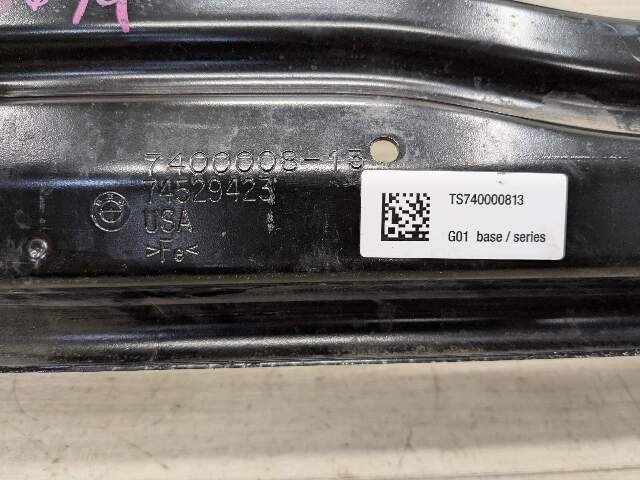 7400008-13
74529423
USA
>Fe<
TS740000813
G01 base / series